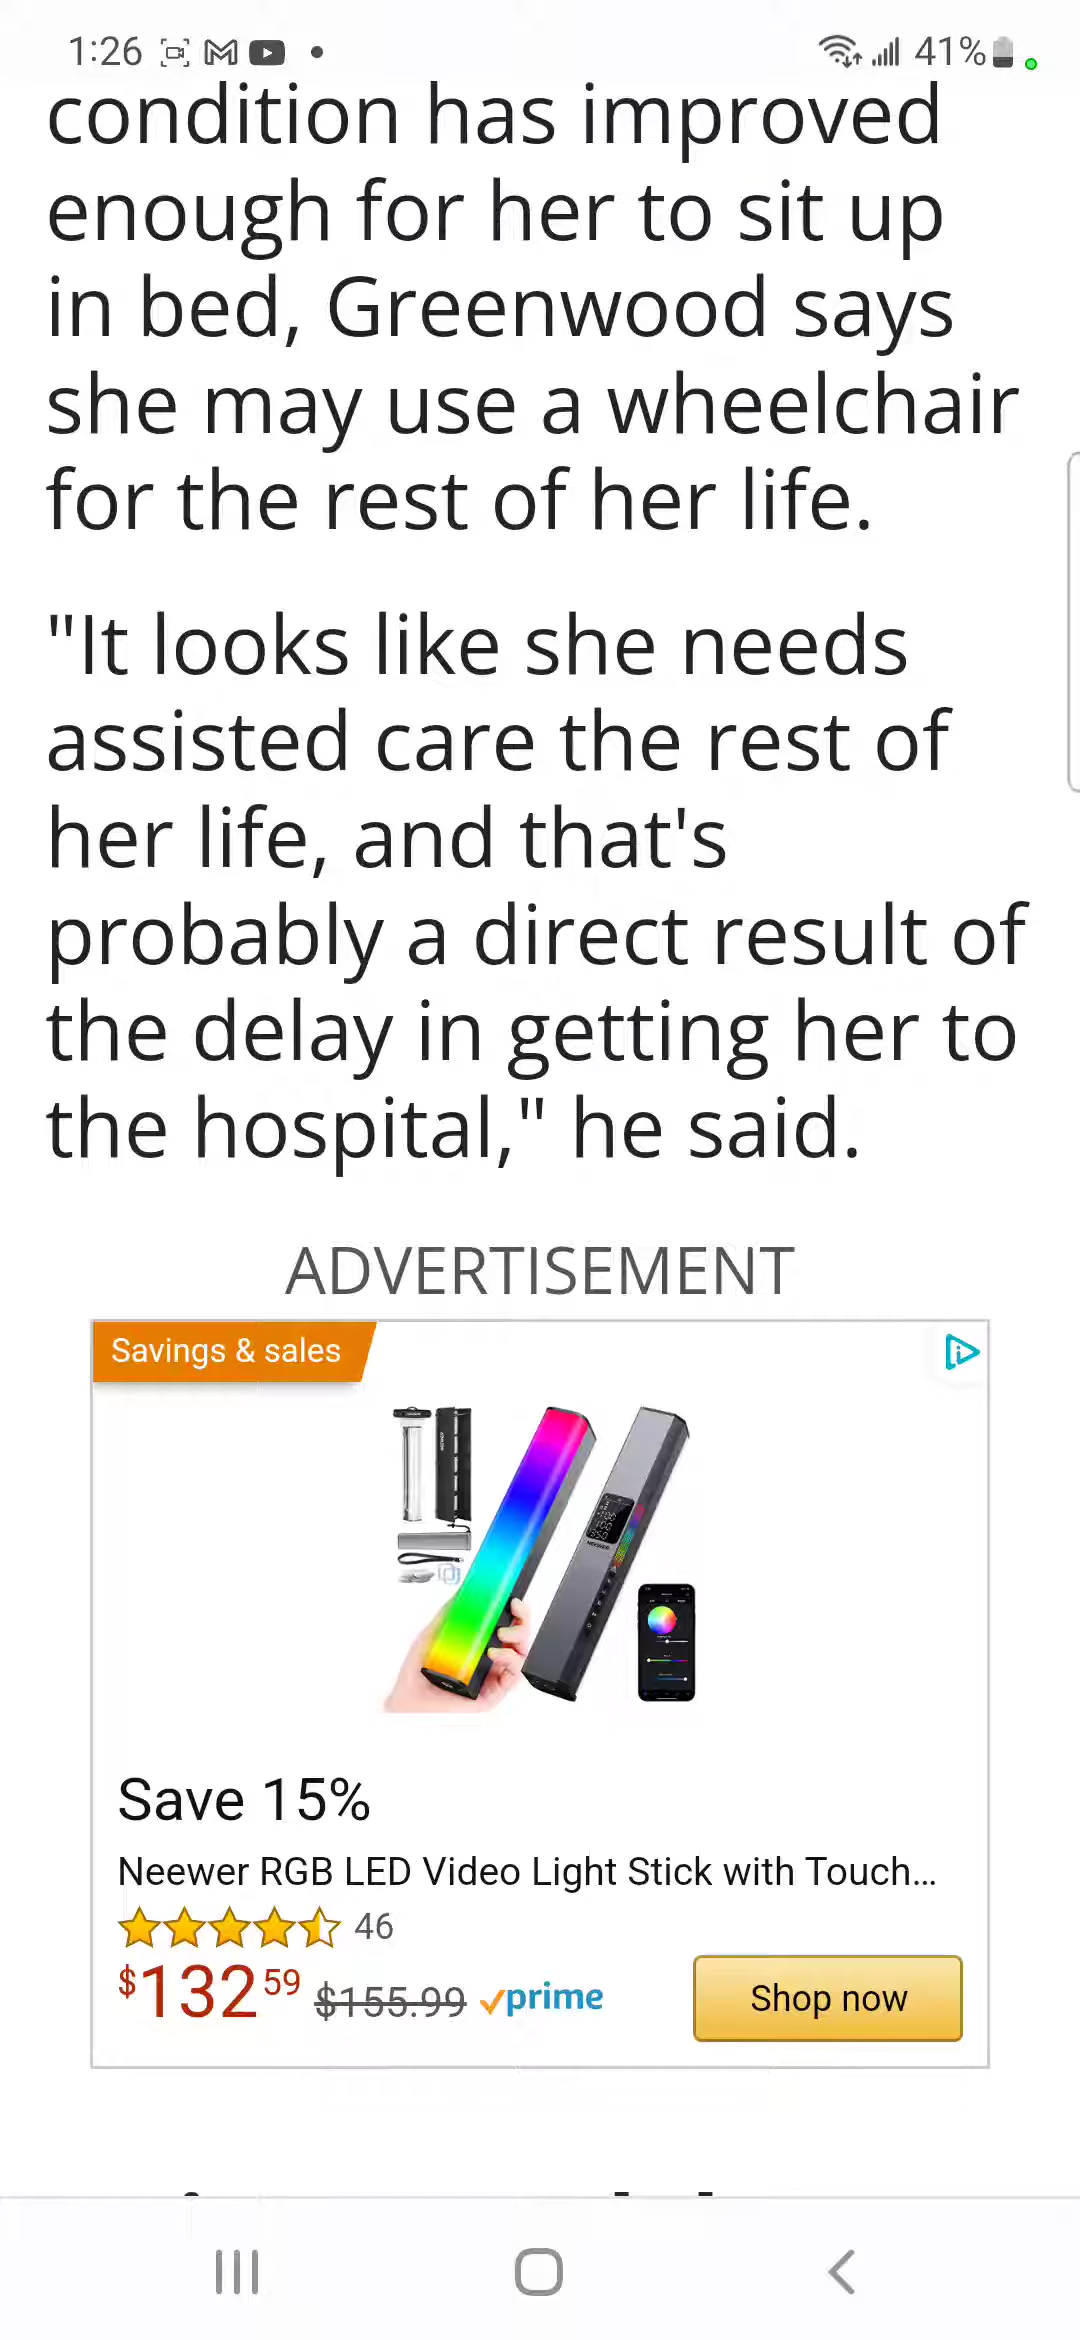 1:26
41%
condition has improved
enough for her to sit up
in bed, Greenwood says
she may use a wheelchair
for the rest of her life.
"It looks like she needs
assisted care the rest of
her life, and that's
probably a direct result of
the delay in getting her to
the hospital," he said.
ADVERTISEMENT
Savings & sales
NEEWER
Save 15%
Neewer RGB LED Video Light Stick with Touch...
46
$132 59 $155.99 prime
Shop now